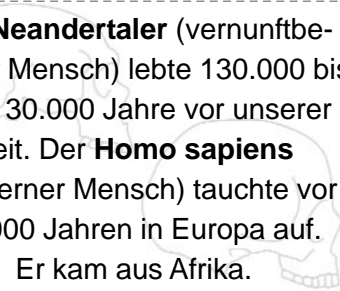 Neandertaler (vernunftbe-
Mensch) lebte 130.000 bis
30.000 Jahre vor unserer
Der Homo sapiens
Mensch) tauchte vor
Jahren in Europa auf.
Er kam aus Afrika.